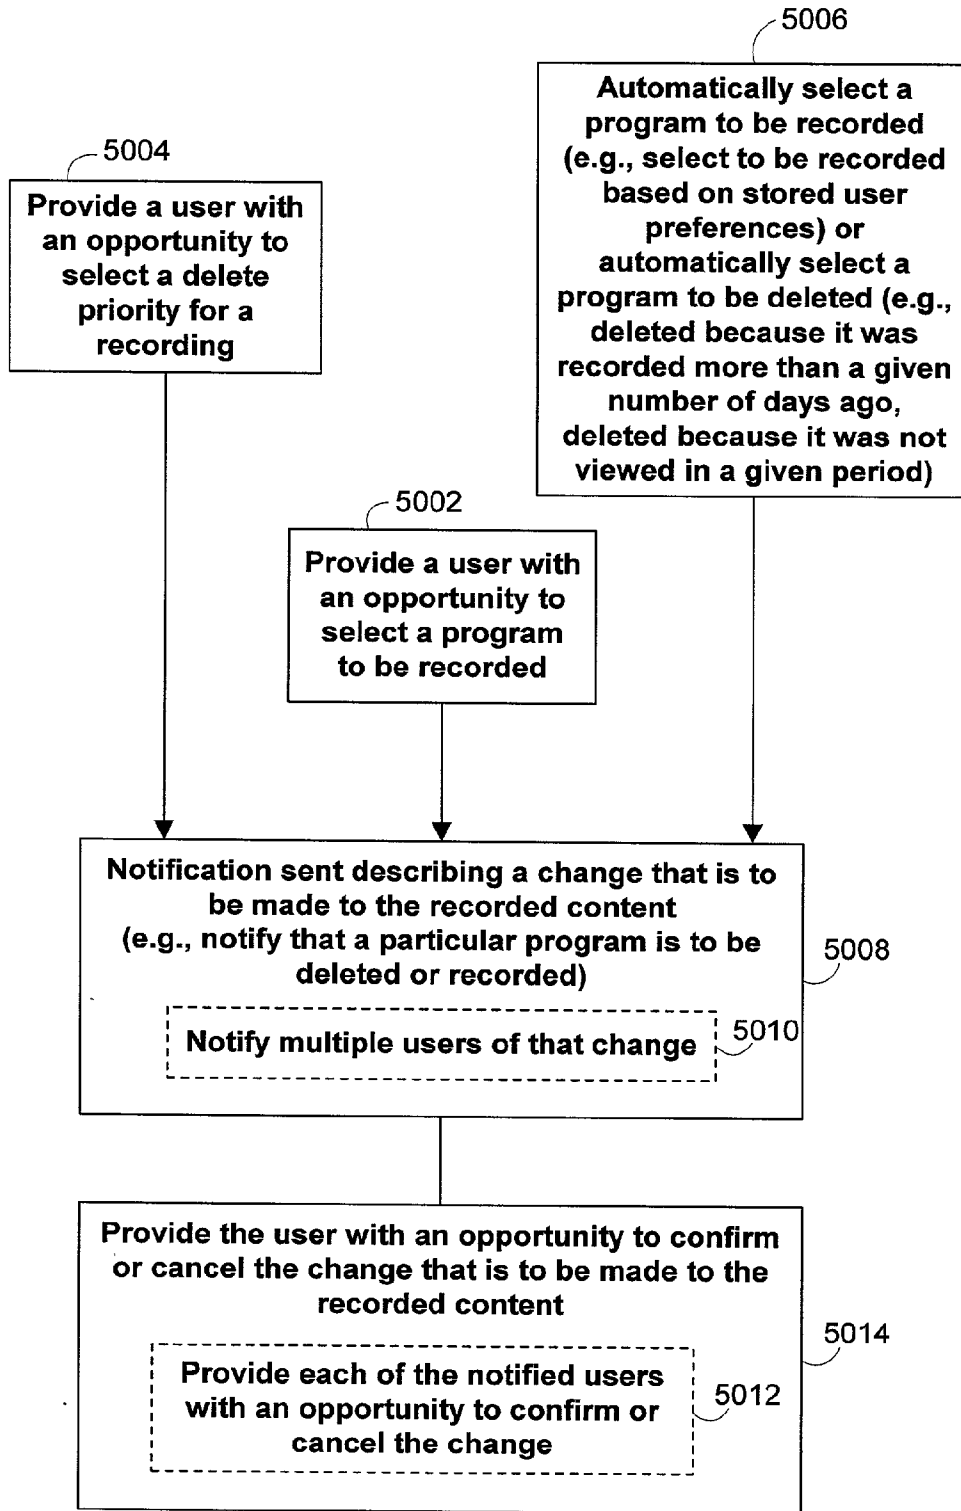 5006
Automatically select a
program to be recorded
(e.g., select to be recorded
based on stored user
preferences) or
automatically select a
program to be deleted (e.g.,
deleted because it was
recorded more than a given
number of days ago,
deleted because it was not
viewed in a given period)
5004
Provide a user with
an opportunity to
select a delete
priority for a
recording
5002
Provide a user with
an opportunity to
select a program
to be recorded
Notification sent describing a change that is to
be made to the recorded content
(e.g., notify that a particular program is to be
deleted or recorded)
5008
Notify multiple users of that change
5010
Provide the user with an opportunity to confirm
or cancel the change that is to be made to the
recorded content
5014
Provide each of the notified users
with an opportunity to confirm or
cancel the change
5012